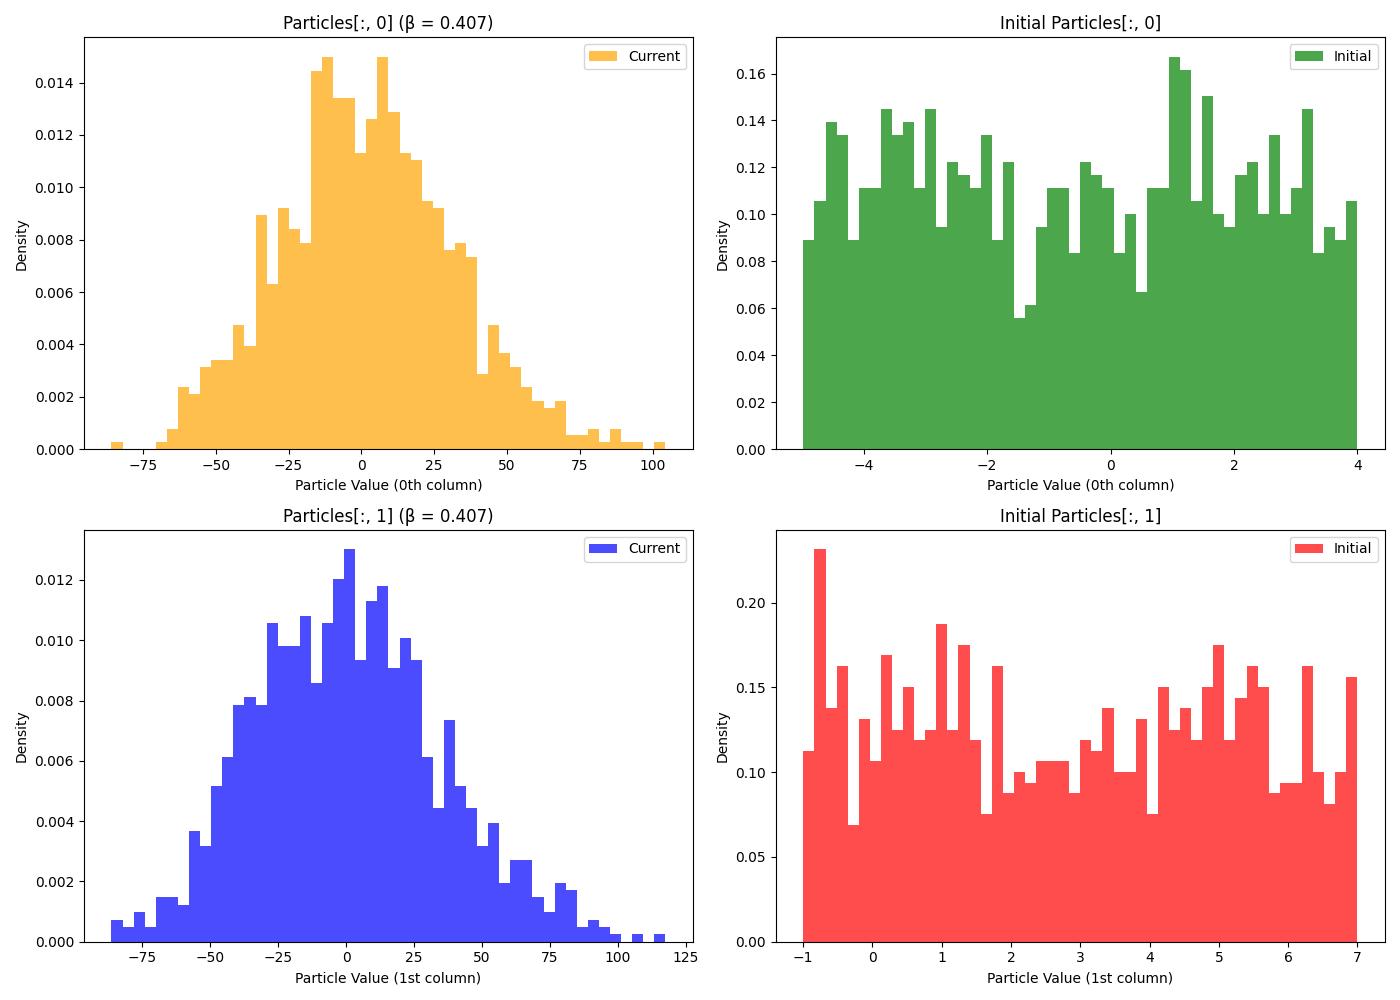 Particles[:, 0] (β = 0.407)
Current
Density
0.014
0.012
0.010
0.008
0.006
0.004
0.002
0.000
−75 −50 −25 0 25 50 75 100
Particle Value (0th column)
Initial Particles[:, 0]
Initial
Density
0.16
0.14
0.12
0.10
0.08
0.06
0.04
0.02
0.00
−4 −2 0 2 4
Particle Value (0th column)
Particles[:, 1] (β = 0.407)
Current
Density
0.012
0.010
0.008
0.006
0.004
0.002
0.000
−75 −50 −25 0 25 50 75 100 125
Particle Value (1st column)
Initial Particles[:, 1]
Initial
Density
0.20
0.15
0.10
0.05
0.00
−1 0 1 2 3 4 5 6 7
Particle Value (1st column)